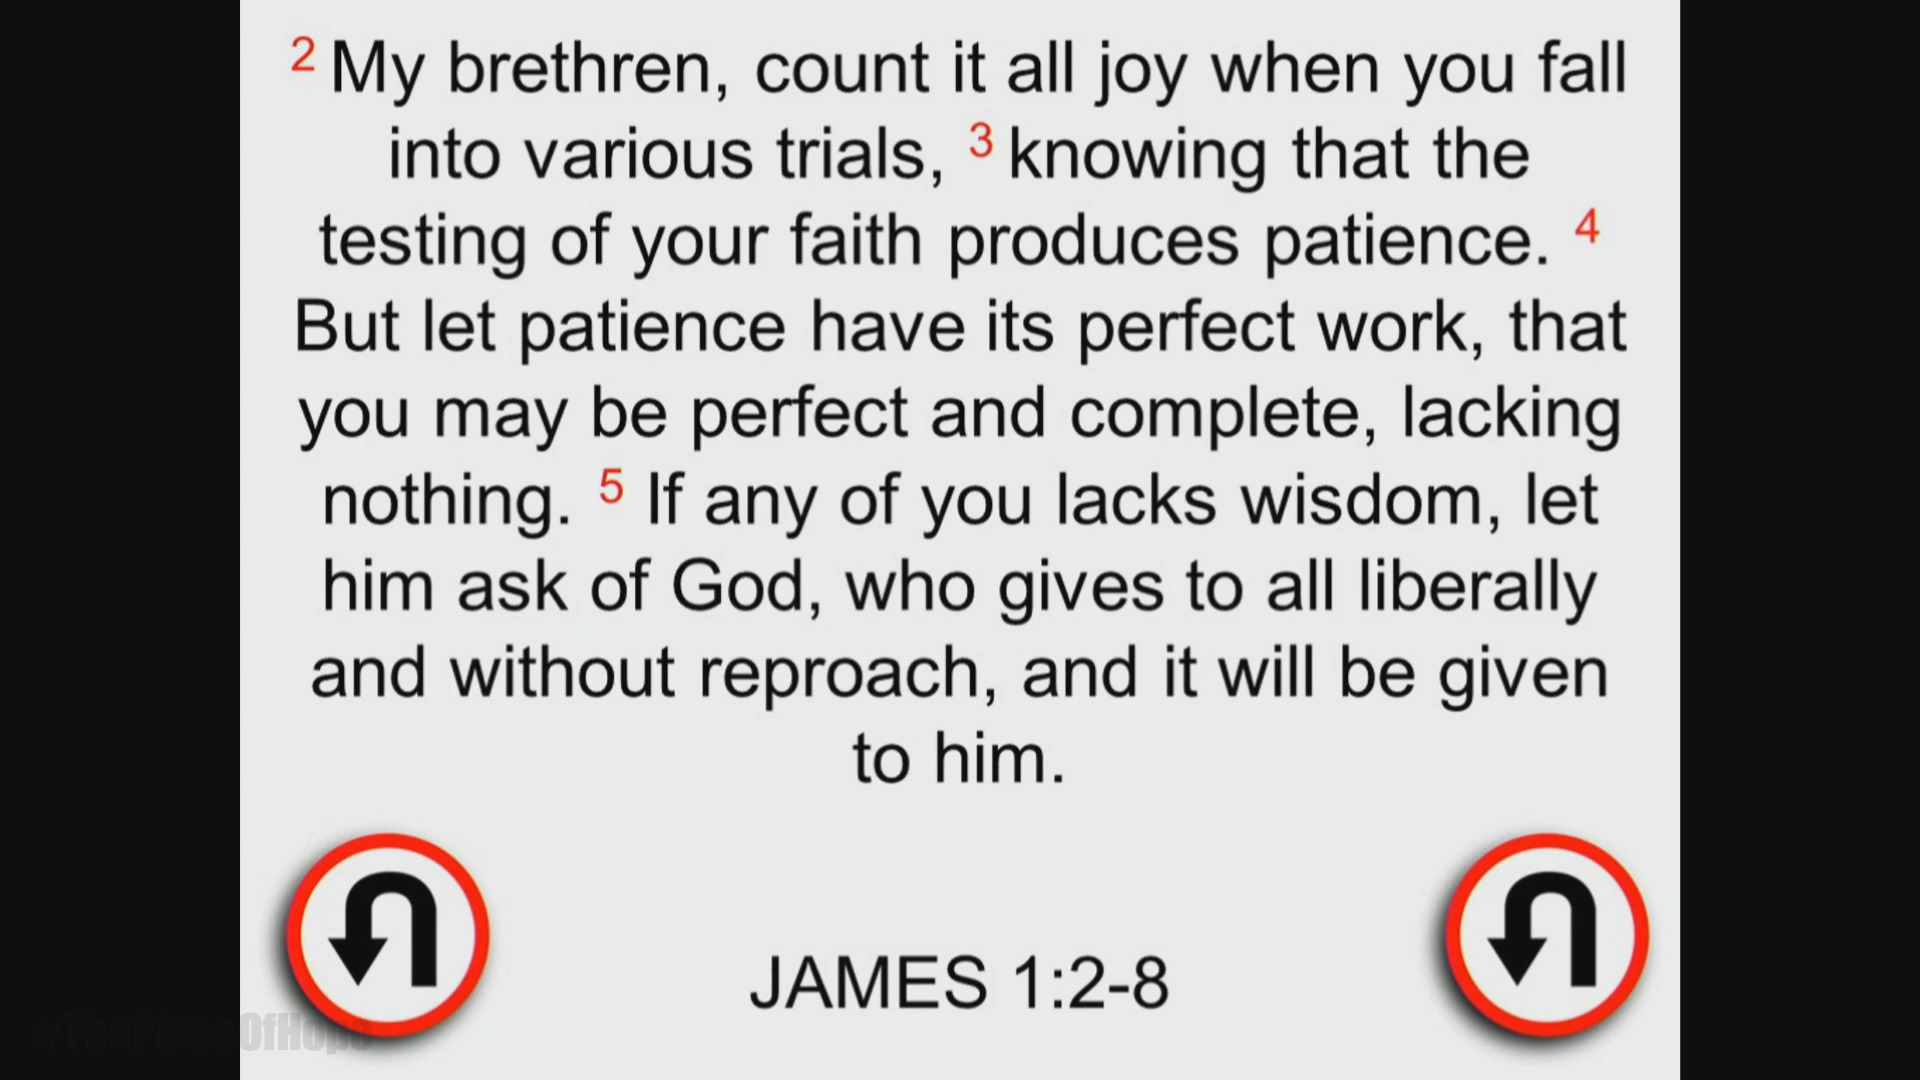 2 My brethren, count it all joy when you fall
into various trials, 3 knowing that the
testing of your faith produces patience. 4
But let patience have its perfect work, that
you may be perfect and complete, lacking
nothing. 5 If any of you lacks wisdom, let
him ask of God, who gives to all liberally
and without reproach, and it will be given
to him.
JAMES 1:2-8
#ThePlaceOfHope